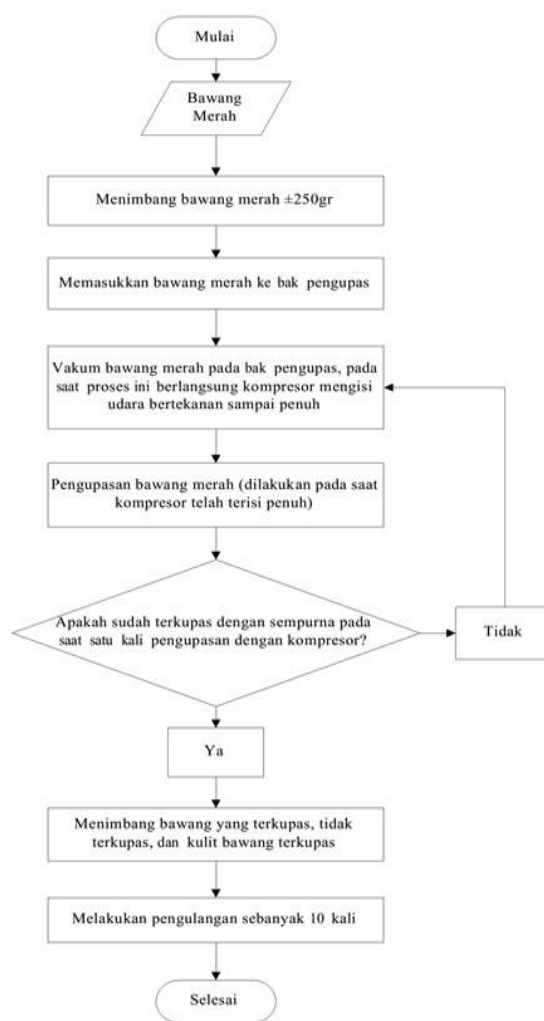 Mulai
Bawang
Merah
Menimbang bawang merah ±250gr
Memasukkan bawang merah ke bak pengupas
Vakum bawang merah pada bak pengupas, pada
saat proses ini berlangsung kompresor mengisi
udara bertekanan sampai penuh
Pengupasan bawang merah (dilakukan pada saat
kompresor telah terisi penuh)
Apakah sudah terkupas dengan sempurna pada
saat satu kali pengupasan dengan kompresor?
Tidak
Ya
Menimbang bawang yang terkupas, tidak
terkupas, dan kulit bawang terkupas
Melakukan pengulangan sebanyak 10 kali
Selesai